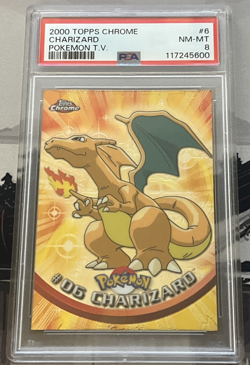 2000 TOPPS CHROME #6
CHARIZARD NM-MT
POKEMON T.V. PSA 8
117245600
Topps
Chrome
Pokémon
#06 CHARIZARD